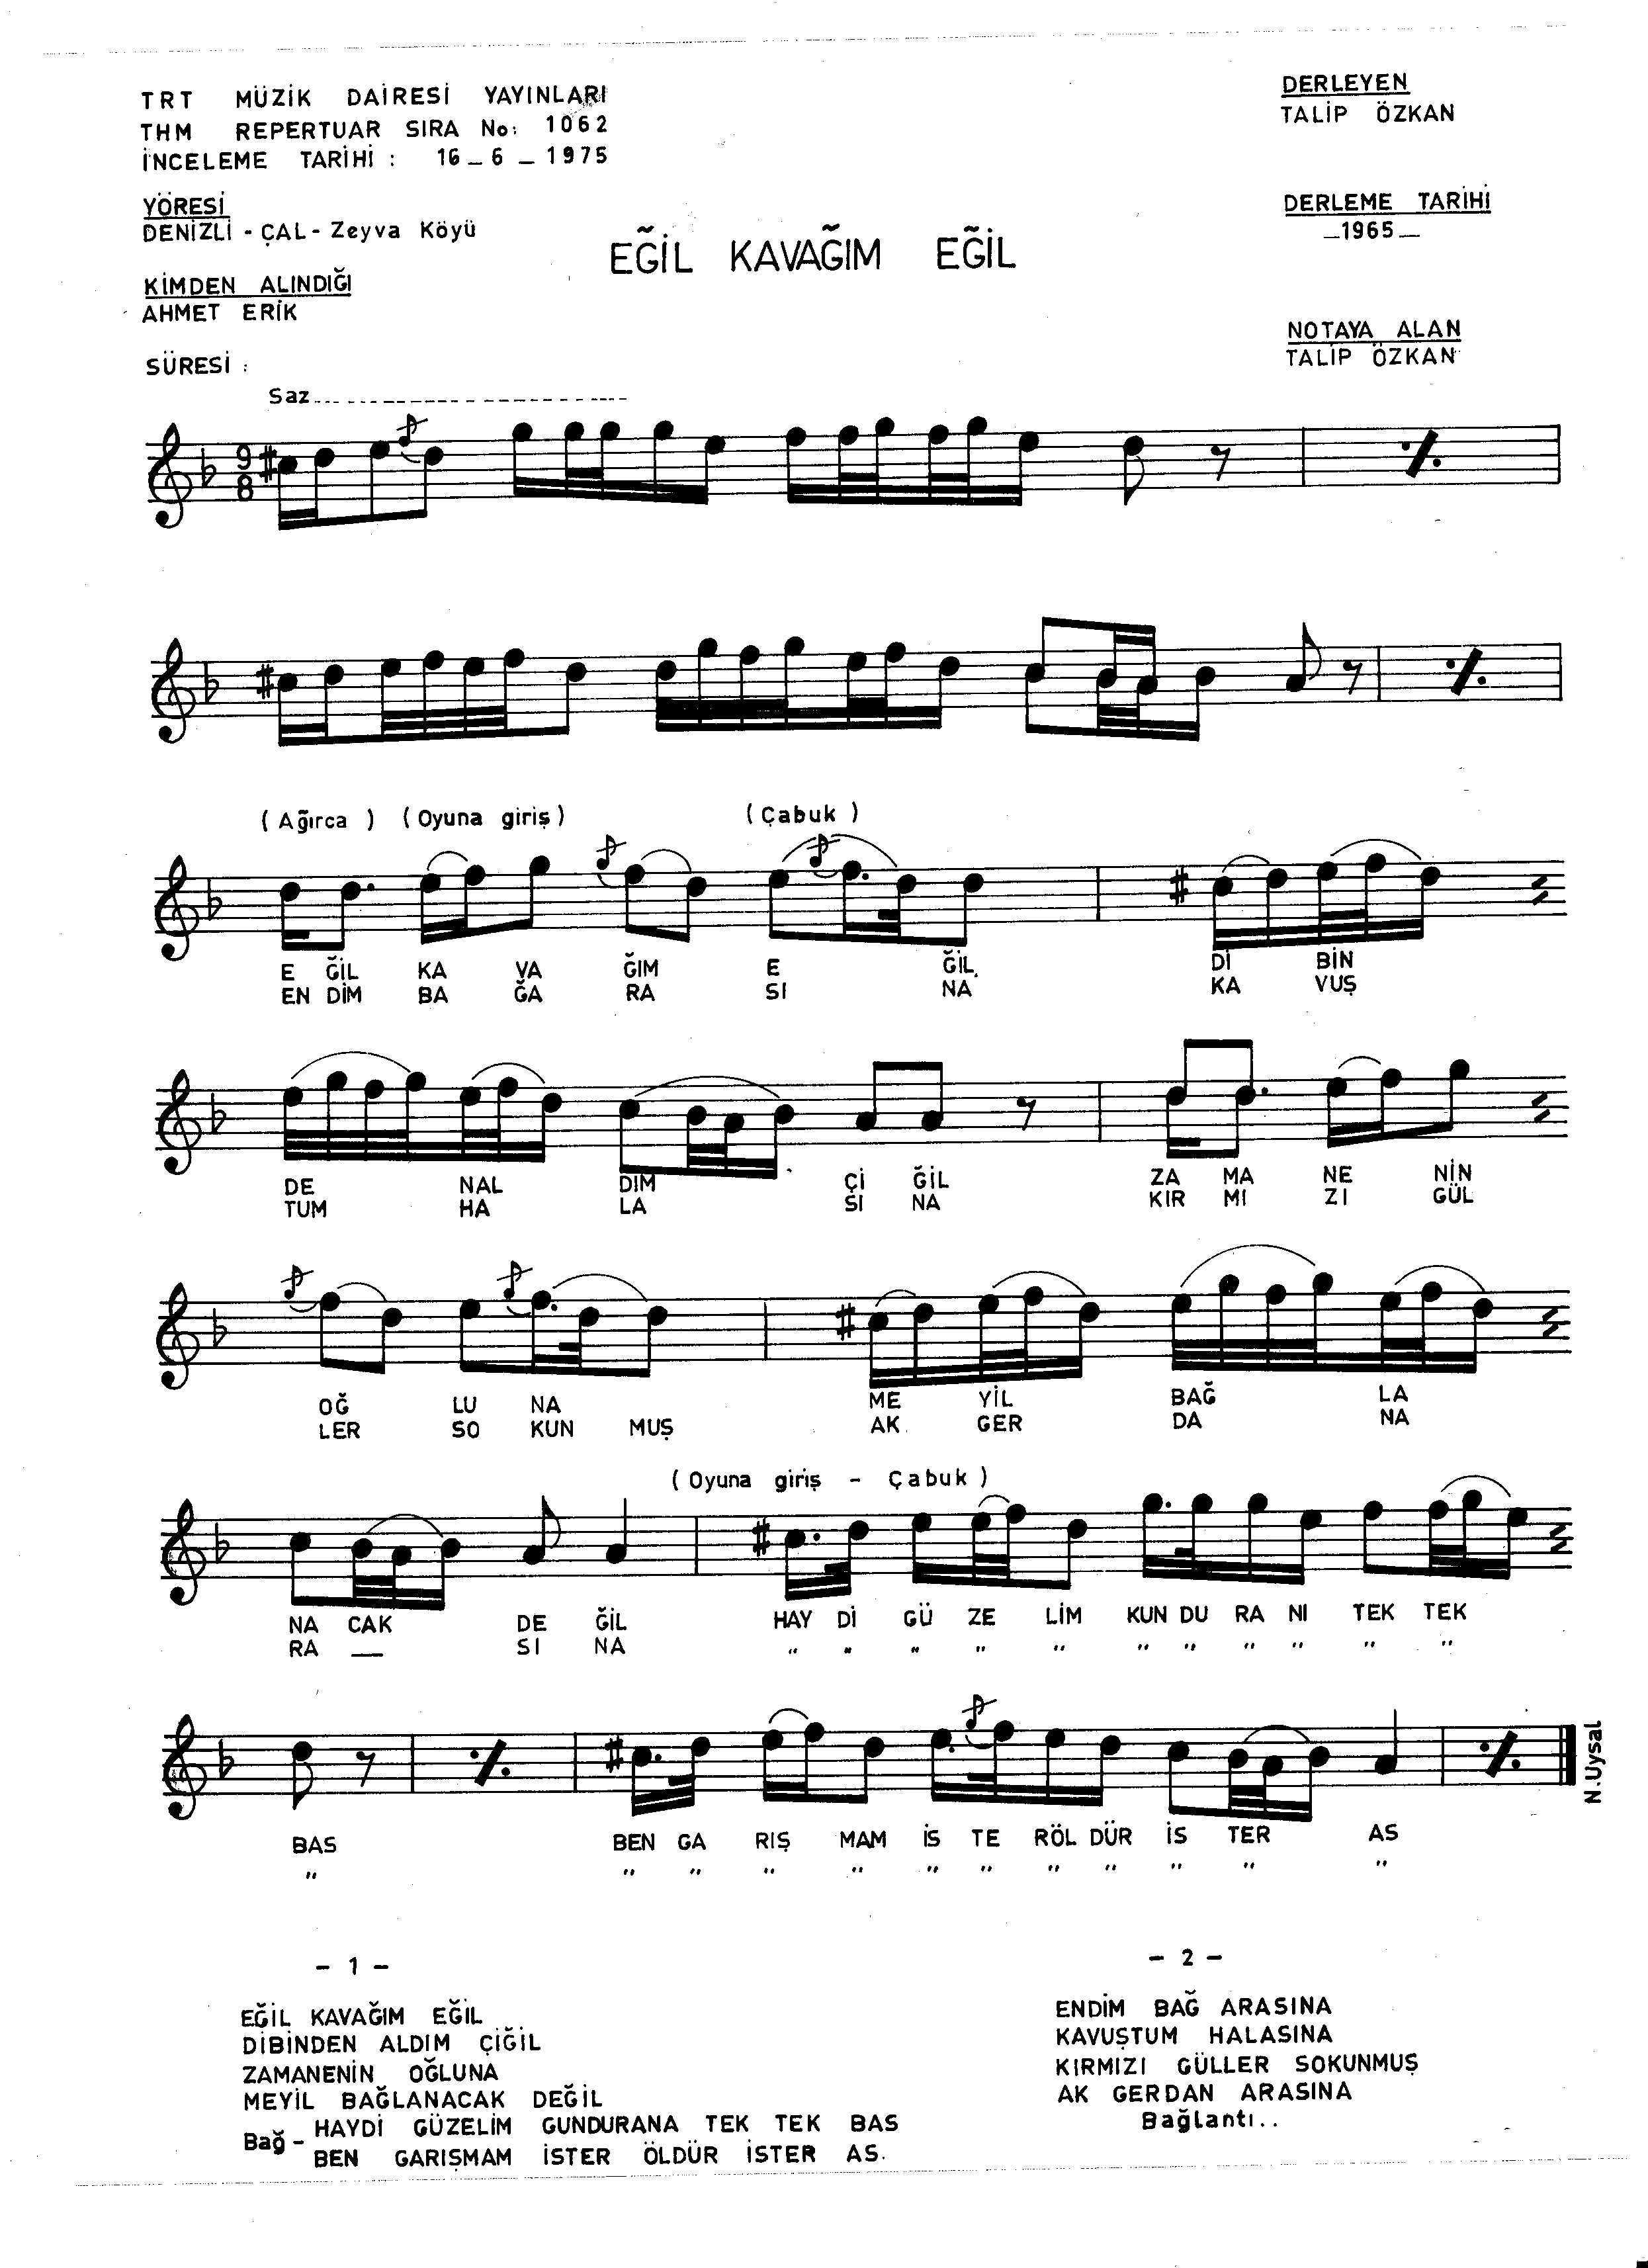 TRT MÜZİK DAİRESİ YAYINLARI
THM REPERTUAR SIRA No: 1062
İNCELEME TARİHİ : 16_6_1975
DERLEYEN
TALİP ÖZKAN
YÖRESİ
DENİZLİ - ÇAL - Zeyva Köyü
DERLEME TARİHİ
_1965_
EĞİL KAVAĞIM EĞİL
KİMDEN ALINDIĞI
AHMET ERİK
NOTAYA ALAN
TALİP ÖZKAN
SÜRESİ :
Saz
9
8
( Ağırca ) ( Oyuna giriş ) ( Çabuk )
E ĞİL KA VA ĞIM E ĞİL. Dİ BİN
EN DİM BA ĞA RA SI NA KA VUŞ
DE NAL DIM Çİ ĞİL ZA MA NE NİN
TUM HA LA SI NA KIR MI ZI GÜL
OĞ LU NA ME YİL BAĞ LA
LER SO KUN MUŞ AK GER DA NA
( Oyuna giriş - Çabuk )
NA CAK DE ĞİL HAY Dİ GÜ ZE LİM KUN DU RA NI TEK TEK
RA __ SI NA " " " " " " " " " " "
BAS BEN GA RIŞ MAM İS TE RÖL DÜR İS TER AS
" " " " " " " " " " " "
N.Uysal
- 1 -
EĞİL KAVAĞIM EĞİL
DİBİNDEN ALDIM ÇİĞİL
ZAMANENİN OĞLUNA
MEYİL BAĞLANACAK DEĞİL
Bağ - HAYDİ GÜZELİM GUNDURANA TEK TEK BAS
BEN GARIŞMAM İSTER ÖLDÜR İSTER AS.
- 2 -
ENDİM BAĞ ARASINA
KAVUŞTUM HALASINA
KIRMIZI GÜLLER SOKUNMUŞ
AK GERDAN ARASINA
Bağlantı..